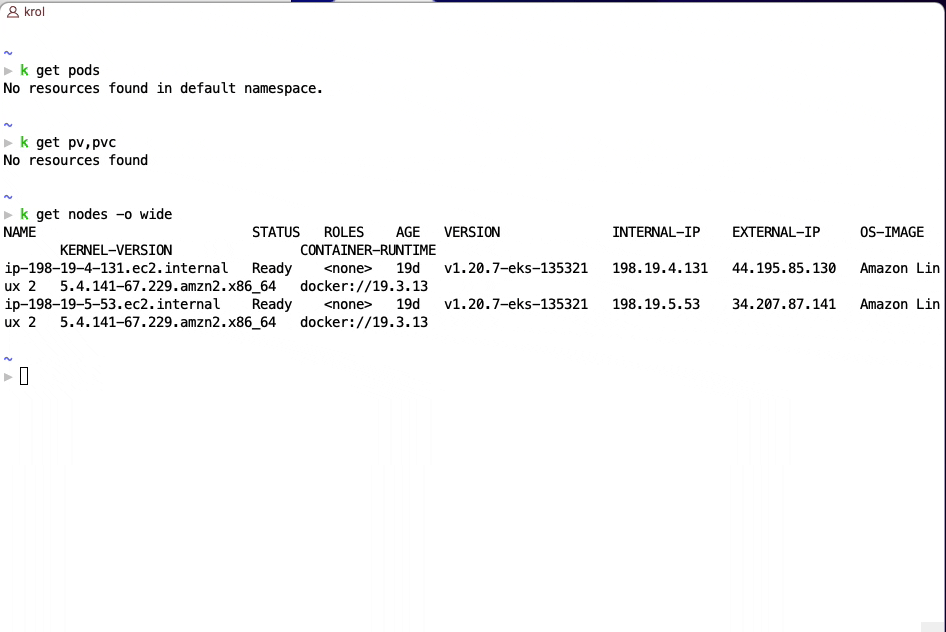 krol
~
▶ k get pods
No resources found in default namespace.
~
▶ k get pv,pvc
No resources found
~
▶ k get nodes -o wide
NAME                           STATUS   ROLES    AGE   VERSION              INTERNAL-IP    EXTERNAL-IP     OS-IMAGE
       KERNEL-VERSION                CONTAINER-RUNTIME
ip-198-19-4-131.ec2.internal   Ready    <none>   19d   v1.20.7-eks-135321   198.19.4.131   44.195.85.130   Amazon Lin
ux 2   5.4.141-67.229.amzn2.x86_64   docker://19.3.13
ip-198-19-5-53.ec2.internal    Ready    <none>   19d   v1.20.7-eks-135321   198.19.5.53    34.207.87.141   Amazon Lin
ux 2   5.4.141-67.229.amzn2.x86_64   docker://19.3.13
~
▶